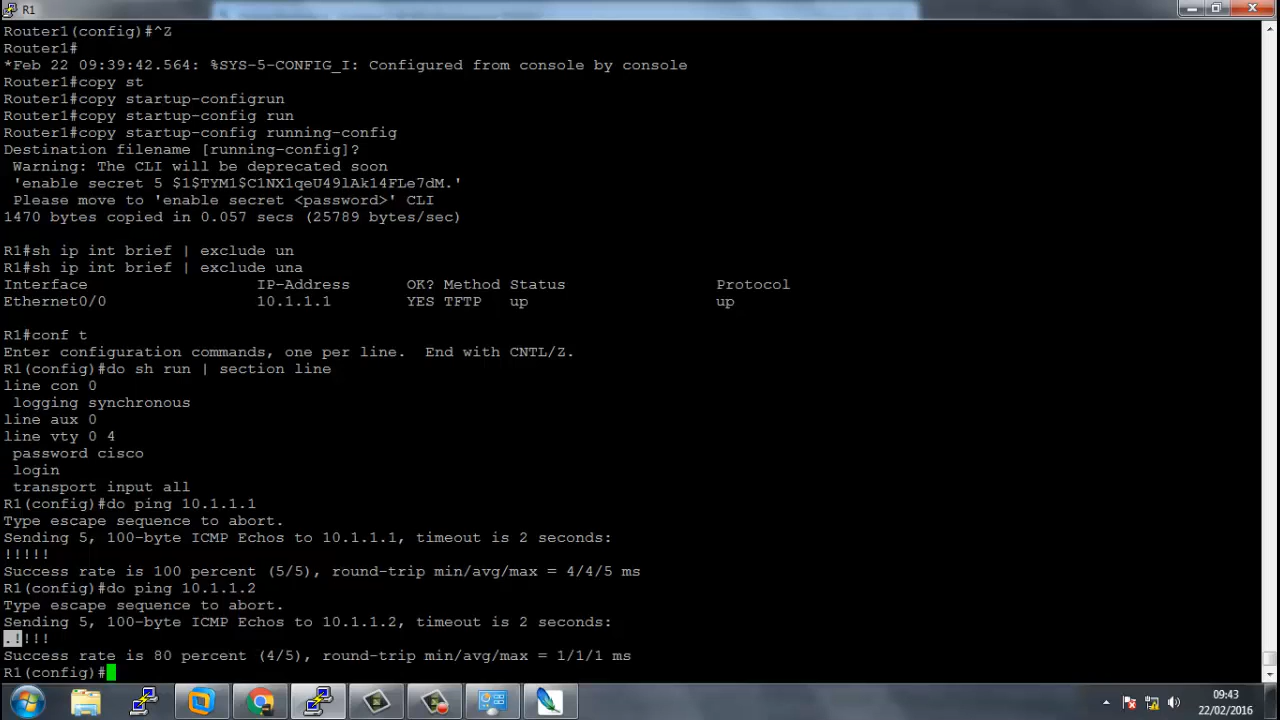 R1
Router1(config)#^Z
Router1#
*Feb 22 09:39:42.564: %SYS-5-CONFIG_I: Configured from console by console
Router1#copy st
Router1#copy startup-configrun
Router1#copy startup-config run
Router1#copy startup-config running-config
Destination filename [running-config]?
 Warning: The CLI will be deprecated soon
 'enable secret 5 $1$TYM1$C1NX1qeU49lAk14FLe7dM.'
 Please move to 'enable secret <password>' CLI
1470 bytes copied in 0.057 secs (25789 bytes/sec)
R1#sh ip int brief | exclude un
R1#sh ip int brief | exclude una
Interface                  IP-Address      OK? Method Status                Protocol
Ethernet0/0                10.1.1.1        YES TFTP   up                    up
R1#conf t
Enter configuration commands, one per line.  End with CNTL/Z.
R1(config)#do sh run | section line
line con 0
 logging synchronous
line aux 0
line vty 0 4
 password cisco
 login
 transport input all
R1(config)#do ping 10.1.1.1
Type escape sequence to abort.
Sending 5, 100-byte ICMP Echos to 10.1.1.1, timeout is 2 seconds:
!!!!!
Success rate is 100 percent (5/5), round-trip min/avg/max = 4/4/5 ms
R1(config)#do ping 10.1.1.2
Type escape sequence to abort.
Sending 5, 100-byte ICMP Echos to 10.1.1.2, timeout is 2 seconds:
.!!!!
Success rate is 80 percent (4/5), round-trip min/avg/max = 1/1/1 ms
R1(config)#
09:43
22/02/2016